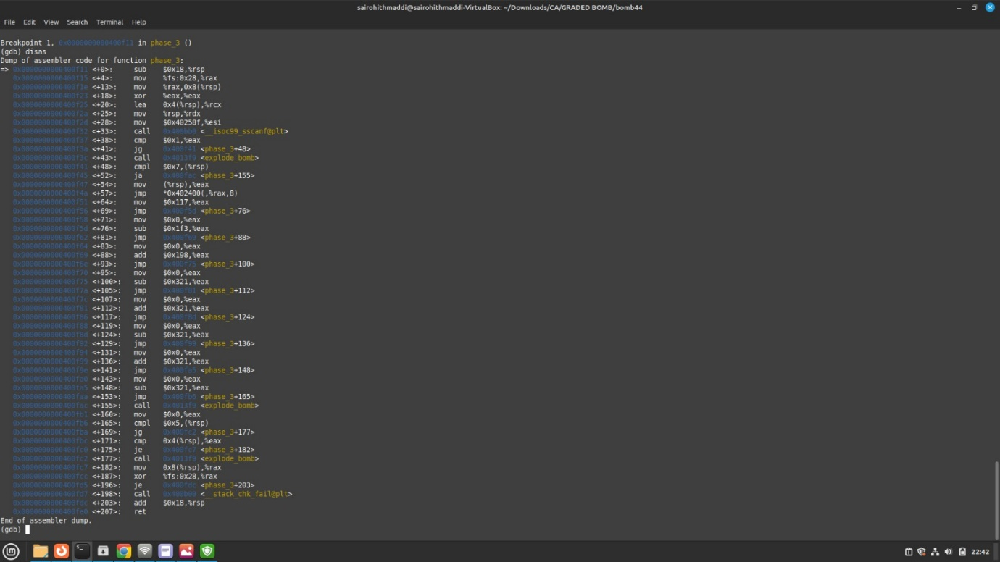 sairohithmaddi@sairohithmaddi-VirtualBox: ~/Downloads/CA/GRADED BOMB/bomb44
File Edit View Search Terminal Help
Breakpoint 1, 0x0000000000400f11 in phase_3 ()
(gdb) disas
Dump of assembler code for function phase_3:
=> 0x0000000000400f11 <+0>: sub $0x18,%rsp
0x0000000000400f15 <+4>: mov %fs:0x28,%rax
0x0000000000400f1e <+13>: mov %rax,0x8(%rsp)
0x0000000000400f23 <+18>: xor %eax,%eax
0x0000000000400f25 <+20>: lea 0x4(%rsp),%rcx
0x0000000000400f2a <+25>: mov %rsp,%rdx
0x0000000000400f2d <+28>: mov $0x40258f,%esi
0x0000000000400f32 <+33>: call 0x400bb0 <__isoc99_sscanf@plt>
0x0000000000400f37 <+38>: cmp $0x1,%eax
0x0000000000400f3a <+41>: jg 0x400f41 <phase_3+48>
0x0000000000400f3c <+43>: call 0x4013f9 <explode_bomb>
0x0000000000400f41 <+48>: cmpl $0x7,(%rsp)
0x0000000000400f45 <+52>: ja 0x400fac <phase_3+155>
0x0000000000400f47 <+54>: mov (%rsp),%eax
0x0000000000400f4a <+57>: jmp *0x402400(,%rax,8)
0x0000000000400f51 <+64>: mov $0x117,%eax
0x0000000000400f56 <+69>: jmp 0x400f5d <phase_3+76>
0x0000000000400f58 <+71>: mov $0x0,%eax
0x0000000000400f5d <+76>: sub $0x1f3,%eax
0x0000000000400f62 <+81>: jmp 0x400f69 <phase_3+88>
0x0000000000400f64 <+83>: mov $0x0,%eax
0x0000000000400f69 <+88>: add $0x198,%eax
0x0000000000400f6e <+93>: jmp 0x400f75 <phase_3+100>
0x0000000000400f70 <+95>: mov $0x0,%eax
0x0000000000400f75 <+100>: sub $0x321,%eax
0x0000000000400f7a <+105>: jmp 0x400f81 <phase_3+112>
0x0000000000400f7c <+107>: mov $0x0,%eax
0x0000000000400f81 <+112>: add $0x321,%eax
0x0000000000400f86 <+117>: jmp 0x400f8d <phase_3+124>
0x0000000000400f88 <+119>: mov $0x0,%eax
0x0000000000400f8d <+124>: sub $0x321,%eax
0x0000000000400f92 <+129>: jmp 0x400f99 <phase_3+136>
0x0000000000400f94 <+131>: mov $0x0,%eax
0x0000000000400f99 <+136>: add $0x321,%eax
0x0000000000400f9e <+141>: jmp 0x400fa5 <phase_3+148>
0x0000000000400fa0 <+143>: mov $0x0,%eax
0x0000000000400fa5 <+148>: sub $0x321,%eax
0x0000000000400faa <+153>: jmp 0x400fb6 <phase_3+165>
0x0000000000400fac <+155>: call 0x4013f9 <explode_bomb>
0x0000000000400fb1 <+160>: mov $0x0,%eax
0x0000000000400fb6 <+165>: cmpl $0x5,(%rsp)
0x0000000000400fba <+169>: jg 0x400fc2 <phase_3+177>
0x0000000000400fbc <+171>: cmp 0x4(%rsp),%eax
0x0000000000400fc0 <+175>: je 0x400fc7 <phase_3+182>
0x0000000000400fc2 <+177>: call 0x4013f9 <explode_bomb>
0x0000000000400fc7 <+182>: mov 0x8(%rsp),%rax
0x0000000000400fcc <+187>: xor %fs:0x28,%rax
0x0000000000400fd5 <+196>: je 0x400fdc <phase_3+203>
0x0000000000400fd7 <+198>: call 0x400b00 <__stack_chk_fail@plt>
0x0000000000400fdc <+203>: add $0x18,%rsp
0x0000000000400fe0 <+207>: ret
End of assembler dump.
(gdb)
22:42